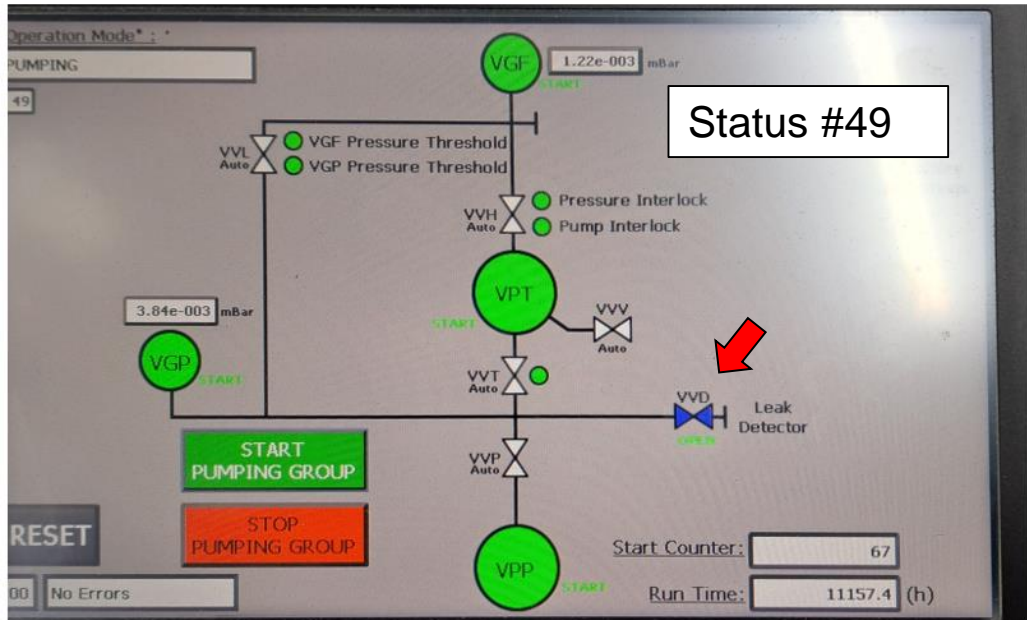 Operation Mode* : *
PUMPING
49
VGF
START
1.22e-003 mBar
Status #49
VVL
Auto
VGF Pressure Threshold
VGP Pressure Threshold
VVH
Auto
Pressure Interlock
Pump Interlock
VPT
START
VVV
Auto
3.84e-003 mBar
VGP
START
VVT
Auto
VVD
OPEN
Leak
Detector
START
PUMPING GROUP
VVP
Auto
STOP
PUMPING GROUP
RESET
VPP
START
Start Counter: 67
Run Time: 11157.4 (h)
00 No Errors